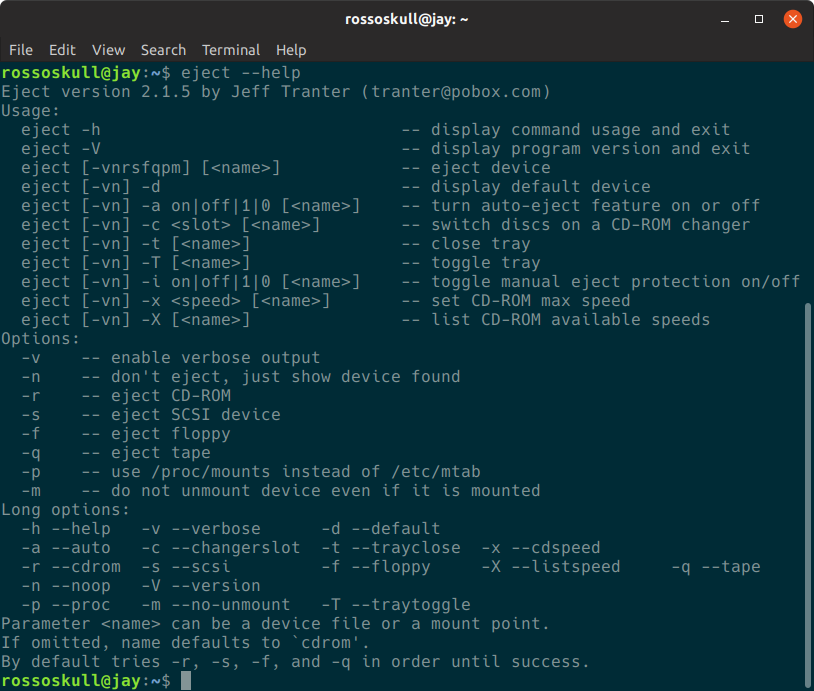 rossoskull@jay: ~
File Edit View Search Terminal Help
rossoskull@jay:~$ eject --help
Eject version 2.1.5 by Jeff Tranter (tranter@pobox.com)
Usage:
  eject -h                              -- display command usage and exit
  eject -V                              -- display program version and exit
  eject [-vnrsfqpm] [<name>]            -- eject device
  eject [-vn] -d                        -- display default device
  eject [-vn] -a on|off|1|0 [<name>]    -- turn auto-eject feature on or off
  eject [-vn] -c <slot> [<name>]        -- switch discs on a CD-ROM changer
  eject [-vn] -t [<name>]               -- close tray
  eject [-vn] -T [<name>]               -- toggle tray
  eject [-vn] -i on|off|1|0 [<name>]    -- toggle manual eject protection on/off
  eject [-vn] -x <speed> [<name>]       -- set CD-ROM max speed
  eject [-vn] -X [<name>]               -- list CD-ROM available speeds
Options:
  -v    -- enable verbose output
  -n    -- don't eject, just show device found
  -r    -- eject CD-ROM
  -s    -- eject SCSI device
  -f    -- eject floppy
  -q    -- eject tape
  -p    -- use /proc/mounts instead of /etc/mtab
  -m    -- do not unmount device even if it is mounted
Long options:
  -h --help   -v --verbose      -d --default
  -a --auto   -c --changerslot  -t --trayclose  -x --cdspeed
  -r --cdrom  -s --scsi         -f --floppy     -X --listspeed     -q --tape
  -n --noop   -V --version
  -p --proc   -m --no-unmount   -T --traytoggle
Parameter <name> can be a device file or a mount point.
If omitted, name defaults to `cdrom'.
By default tries -r, -s, -f, and -q in order until success.
rossoskull@jay:~$